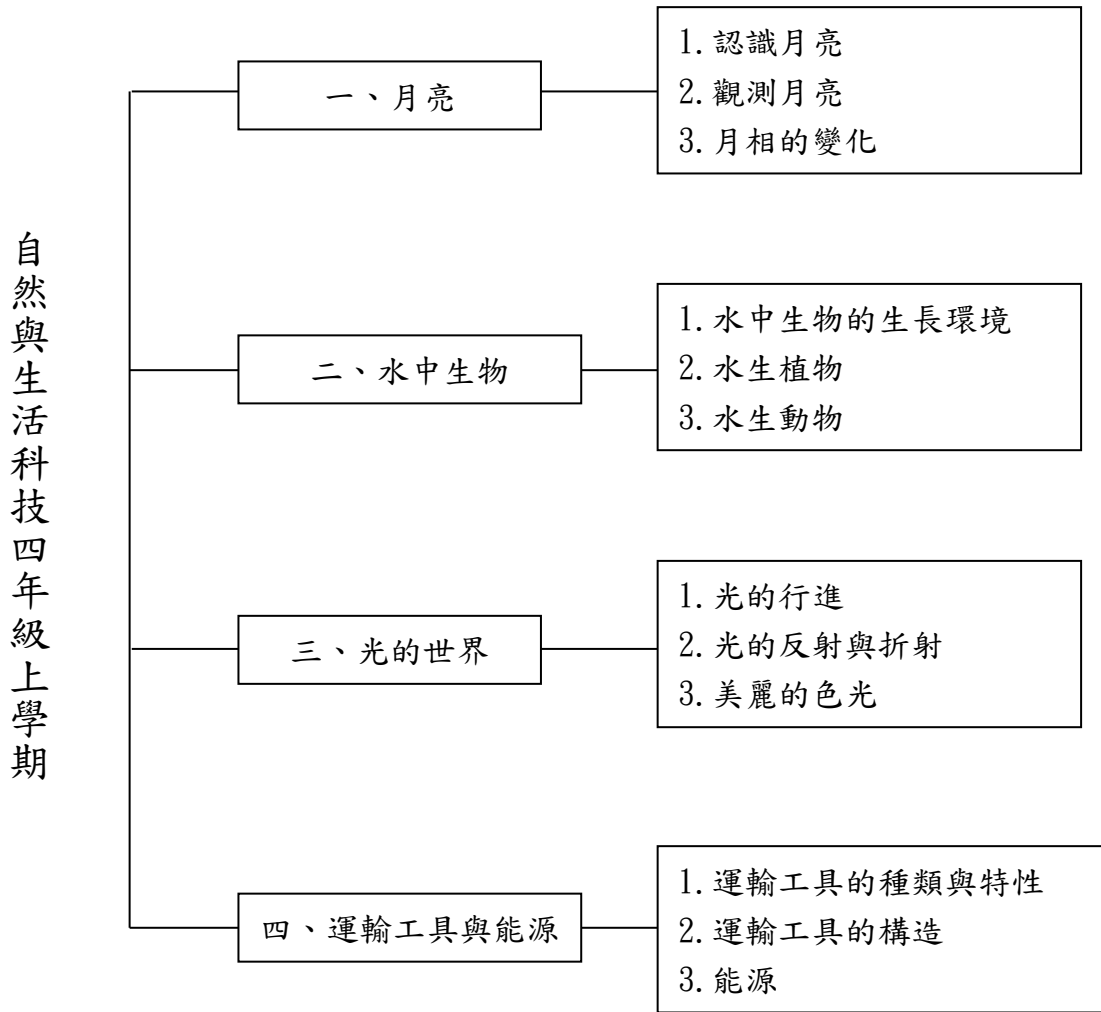 自然與生活科技四年級上學期
一、月亮
1.認識月亮
2.觀測月亮
3.月相的變化
二、水中生物
1.水中生物的生長環境
2.水生植物
3.水生動物
三、光的世界
1.光的行進
2.光的反射與折射
3.美麗的色光
四、運輸工具與能源
1.運輸工具的種類與特性
2.運輸工具的構造
3.能源